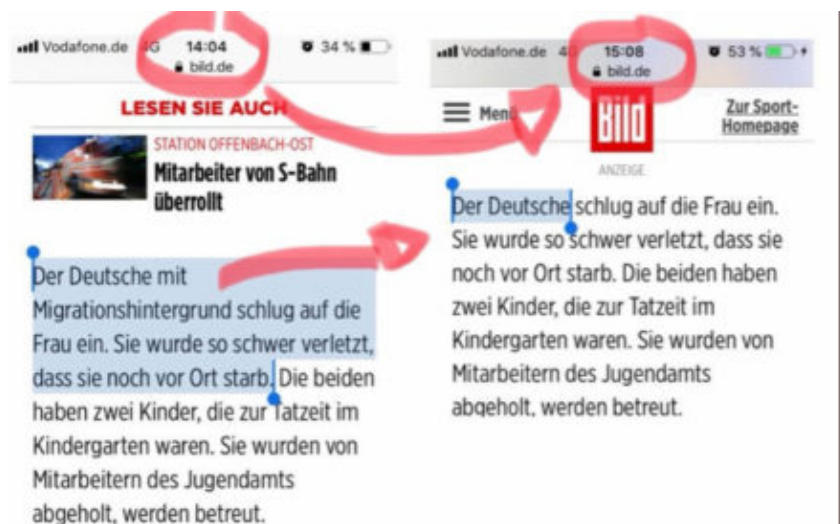 Vodafone.de 4G 14:04 34 %
bild.de
LESEN SIE AUCH
STATION OFFENBACH-OST
Mitarbeiter von S-Bahn
überrollt
Der Deutsche mit
Migrationshintergrund schlug auf die
Frau ein. Sie wurde so schwer verletzt,
dass sie noch vor Ort starb. Die beiden
haben zwei Kinder, die zur Tatzeit im
Kindergarten waren. Sie wurden von
Mitarbeitern des Jugendamts
abgeholt, werden betreut.
Vodafone.de 4G 15:08 53 %
bild.de
Menü
Bild
Zur Sport-
Homepage
ANZEIGE
Der Deutsche schlug auf die Frau ein.
Sie wurde so schwer verletzt, dass sie
noch vor Ort starb. Die beiden haben
zwei Kinder, die zur Tatzeit im
Kindergarten waren. Sie wurden von
Mitarbeitern des Jugendamts
abgeholt, werden betreut.